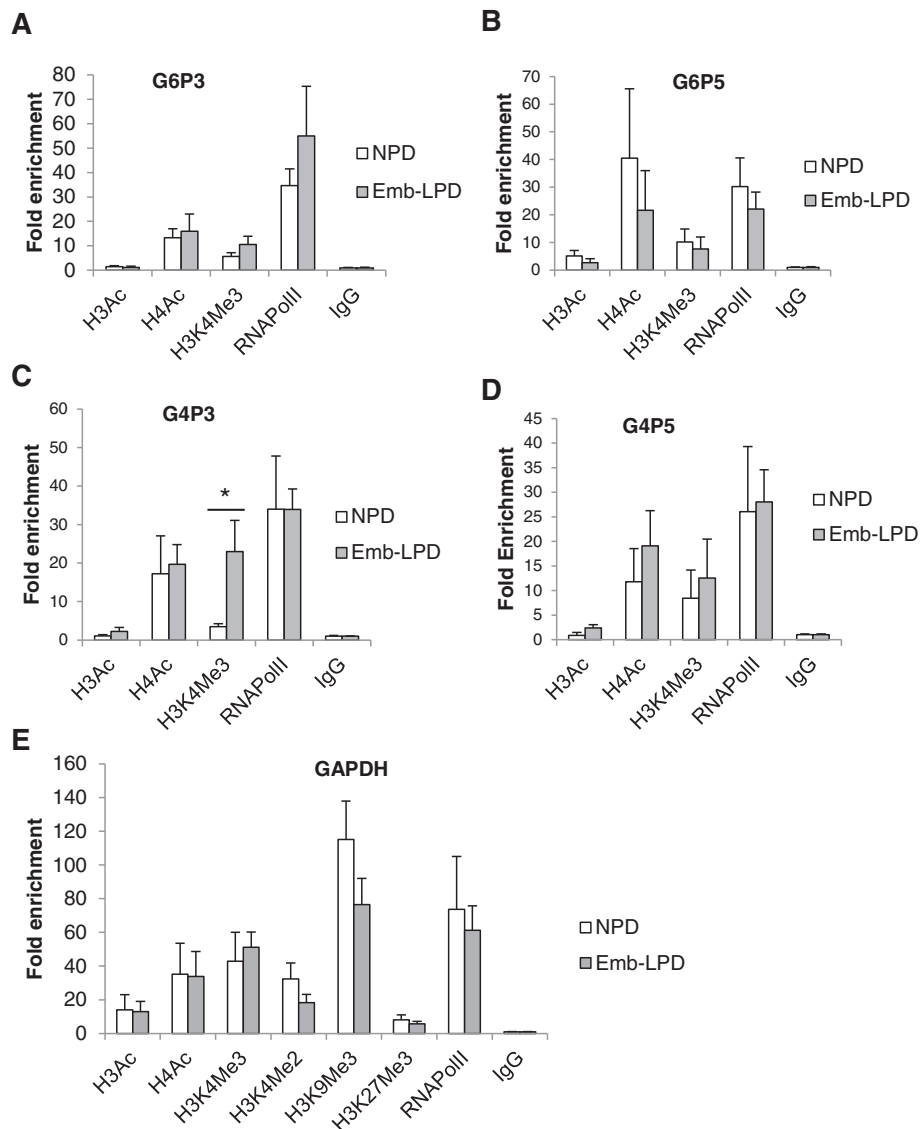 A
G6P3
Fold enrichment
80
70
60
50
40
30
20
10
0
H3Ac
H4Ac
H3K4Me3
RNAPolII
IgG
NPD
Emb-LPD
B
G6P5
Fold enrichment
70
60
50
40
30
20
10
0
H3Ac
H4Ac
H3K4Me3
RNAPolII
IgG
NPD
Emb-LPD
C
G4P3
Fold enrichment
60
50
40
30
20
10
0
*
H3Ac
H4Ac
H3K4Me3
RNAPolII
IgG
NPD
Emb-LPD
D
G4P5
Fold Enrichment
45
40
35
30
25
20
15
10
5
0
H3Ac
H4Ac
H3K4Me3
RNAPolII
IgG
NPD
Emb-LPD
E
GAPDH
Fold enrichment
160
140
120
100
80
60
40
20
0
H3Ac
H4Ac
H3K4Me3
H3K4Me2
H3K9Me3
H3K27Me3
RNAPolII
IgG
NPD
Emb-LPD